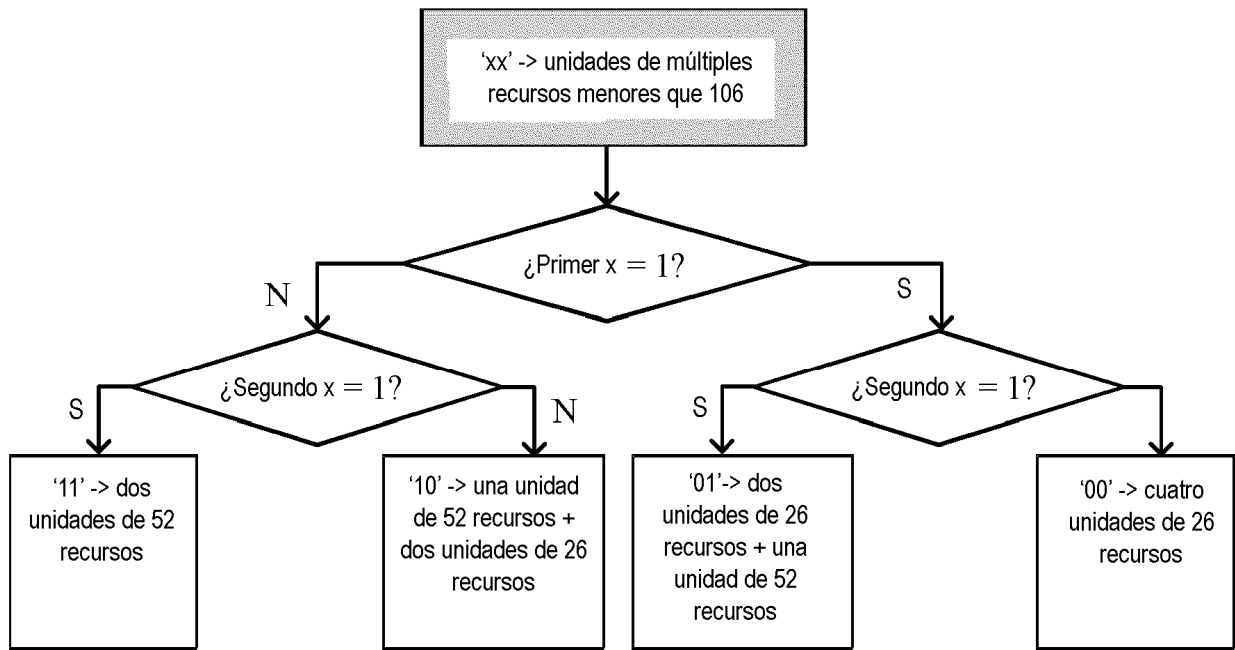 ‘xx’ -> unidades de múltiples
recursos menores que 106
¿Primer x = 1?
N
S
¿Segundo x = 1?
¿Segundo x = 1?
S
N
S
‘11’ -> dos
unidades de 52
recursos
‘10’ -> una unidad
de 52 recursos +
dos unidades de 26
recursos
‘01’-> dos
unidades de 26
recursos + una
unidad de 52
recursos
‘00’ -> cuatro
unidades de 26
recursos